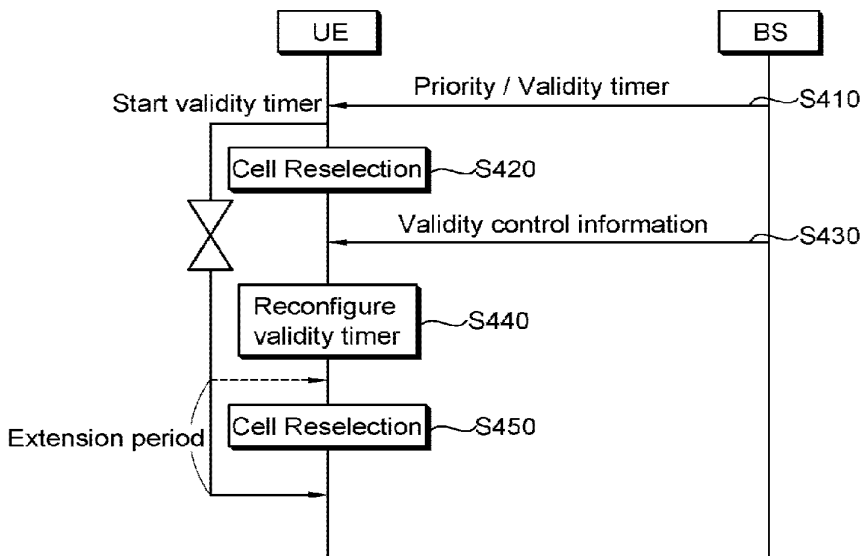 UE
BS
Priority / Validity timer
S410
Start validity timer
Cell Reselection
S420
Validity control information
S430
Reconfigure
validity timer
S440
Cell Reselection
S450
Extension period